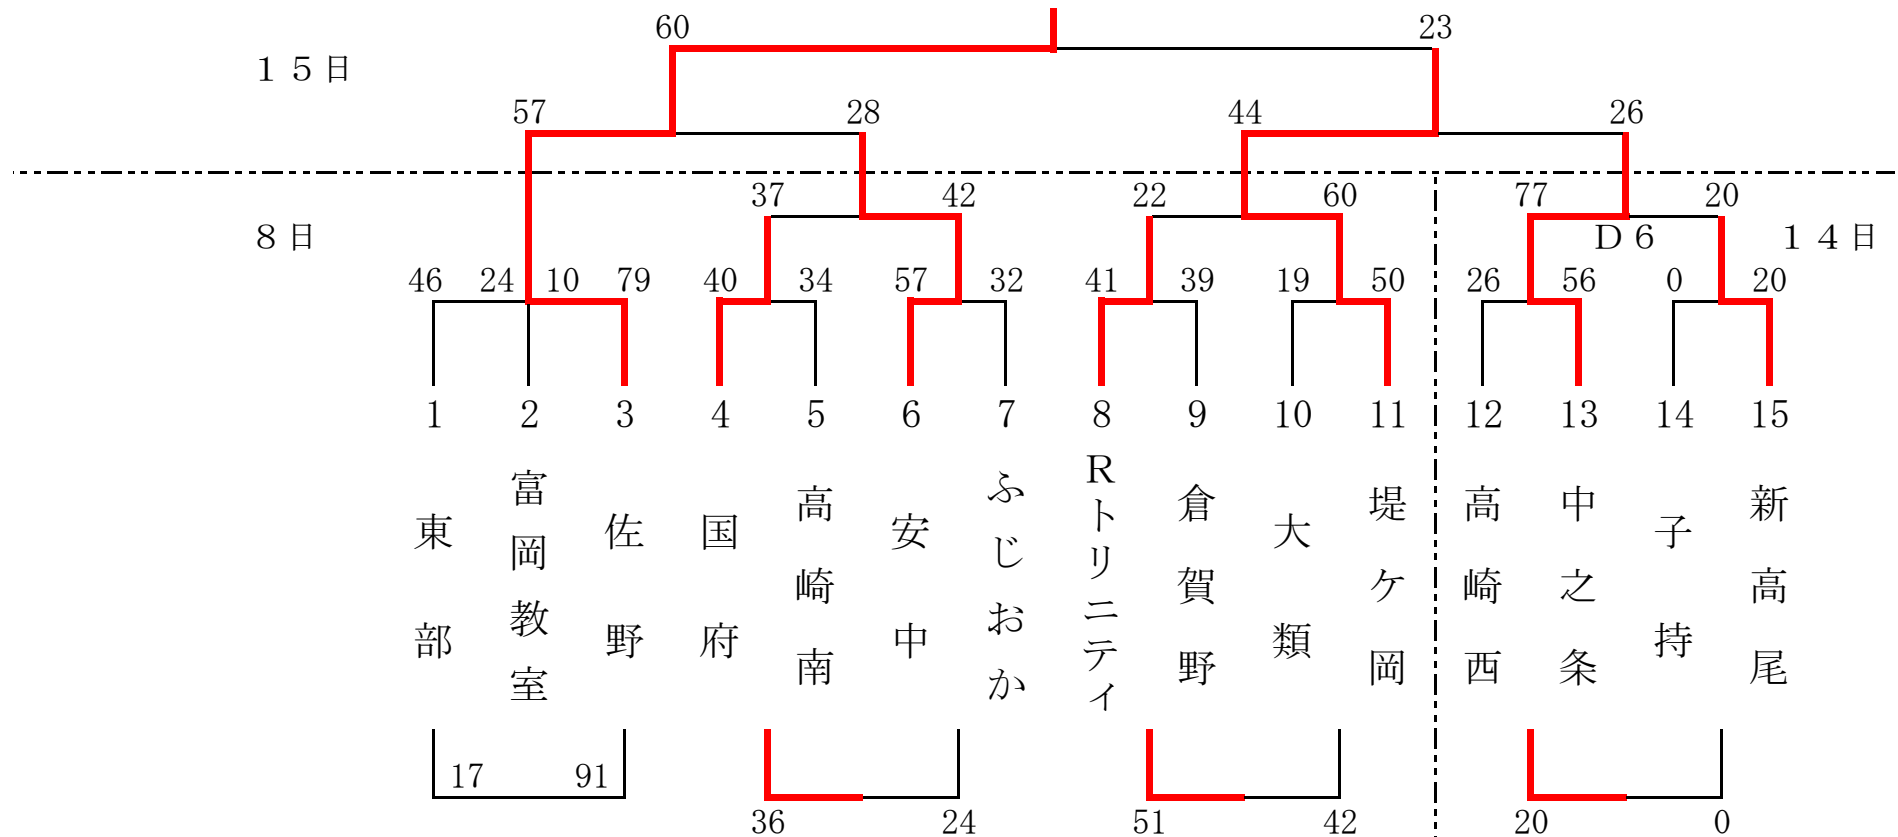 60 23
１５日
57 28 44 26
37 42 22 60 77 20
８日 Ｄ６ １４日
46 24 10 79 40 34 57 32 41 39 19 50 26 56 0 20
1 2 3 4 5 6 7 8 9 10 11 12 13 14 15
東部
富岡教室
佐野
国府
高崎南
安中
ふじおか
Ｒトリニティ
倉賀野
大類
堤ケ岡
高崎西
中之条
子持
新高尾
17 91
36 24 51 42 20 0